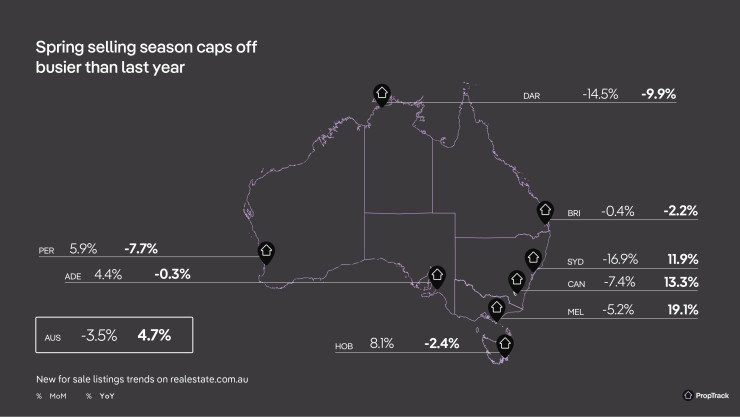 Spring selling season caps off
busier than last year
DAR -14.5% -9.9%
BRI -0.4% -2.2%
PER 5.9% -7.7%
SYD -16.9% 11.9%
ADE 4.4% -0.3%
CAN -7.4% 13.3%
MEL -5.2% 19.1%
AUS -3.5% 4.7%
HOB 8.1% -2.4%
New for sale listings trends on realestate.com.au
% MoM % YoY
PropTrack